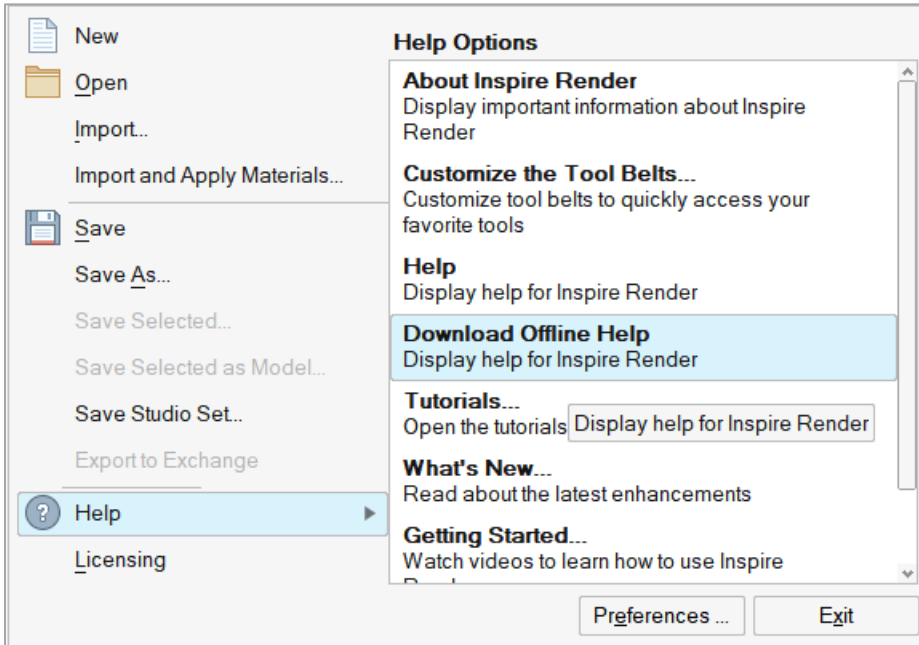 New
Open
Import...
Import and Apply Materials...
Save
Save As...
Save Selected...
Save Selected as Model...
Save Studio Set...
Export to Exchange
Help
Licensing
Help Options
About Inspire Render
Display important information about Inspire
Render
Customize the Tool Belts...
Customize tool belts to quickly access your
favorite tools
Help
Display help for Inspire Render
Download Offline Help
Display help for Inspire Render
Tutorials...
Open the tutorials
Display help for Inspire Render
What's New...
Read about the latest enhancements
Getting Started...
Watch videos to learn how to use Inspire
Preferences ...
Exit